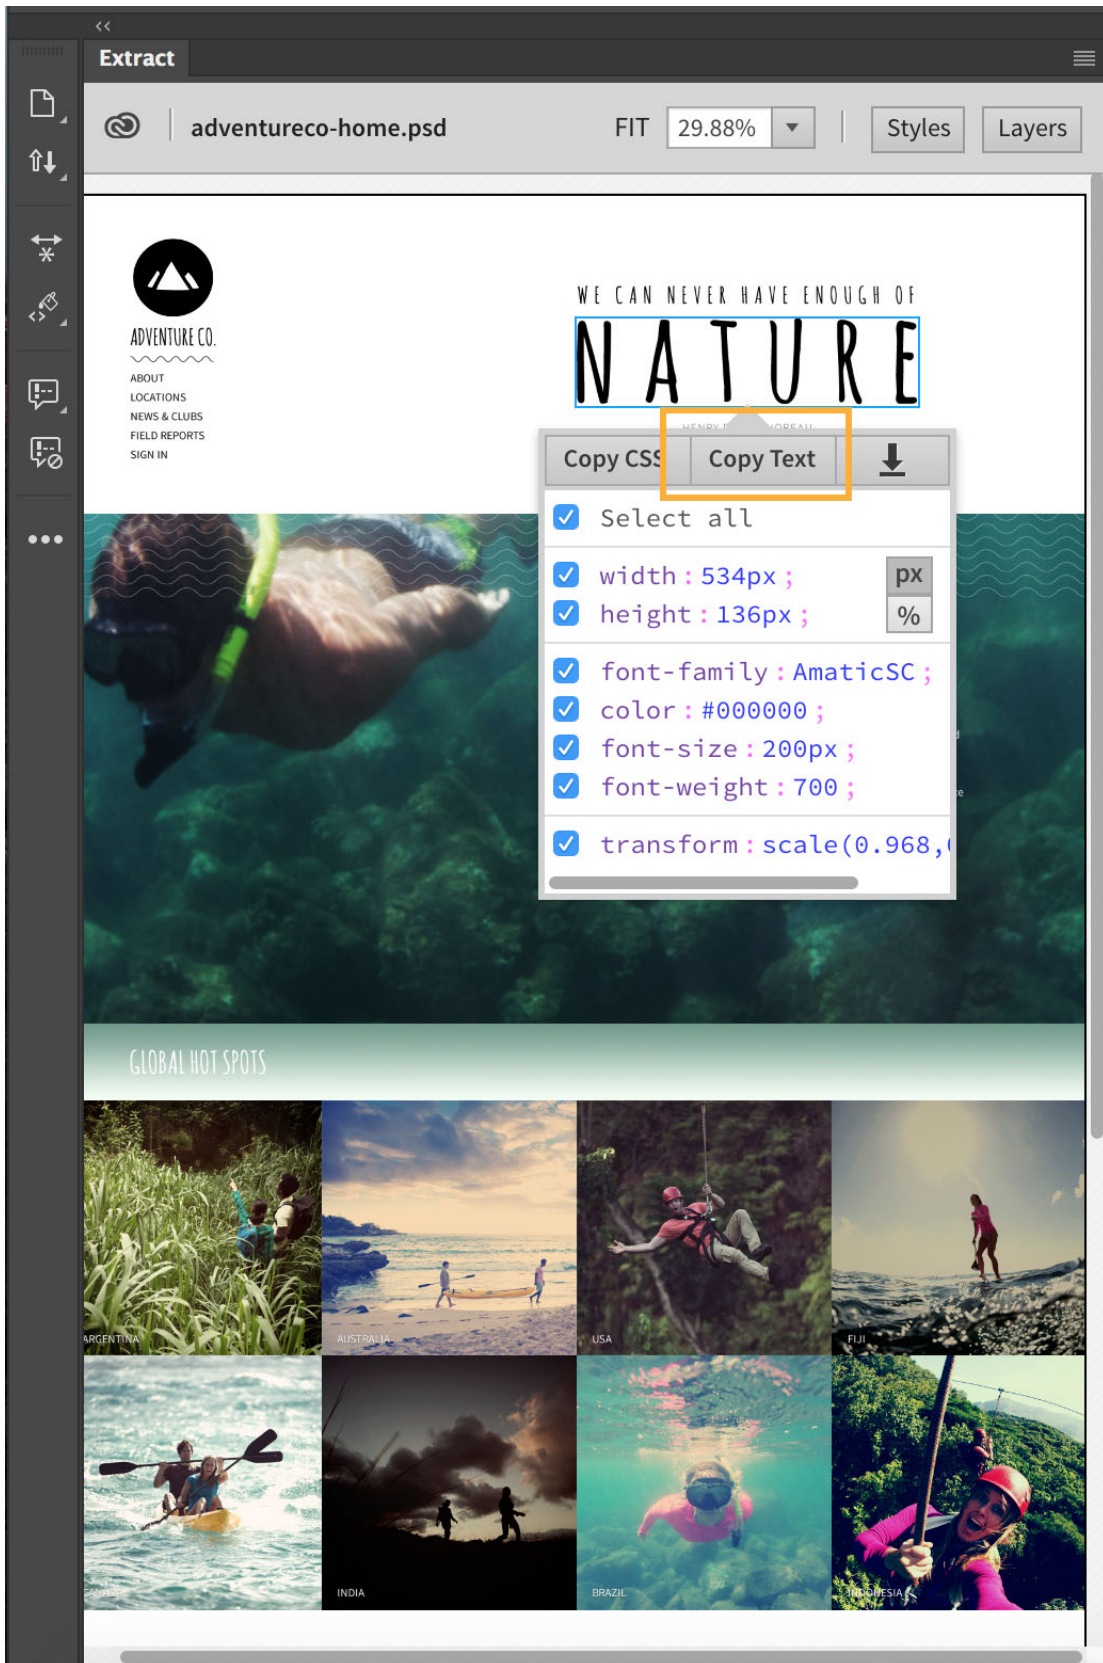 Extract
adventureco-home.psd
FIT
29.88%
Styles
Layers
ADVENTURE CO.
ABOUT
LOCATIONS
NEWS & CLUBS
FIELD REPORTS
SIGN IN
WE CAN NEVER HAVE ENOUGH OF
NATURE
Copy CSS
Copy Text
Select all
width : 534px ;
px
height : 136px ;
%
font-family : AmaticSC ;
color : #000000 ;
font-size : 200px ;
font-weight : 700 ;
transform : scale(0.968,
GLOBAL HOT SPOTS
ARGENTINA
AUSTRALIA
USA
FIJI
INDIA
BRAZIL
INDONESIA